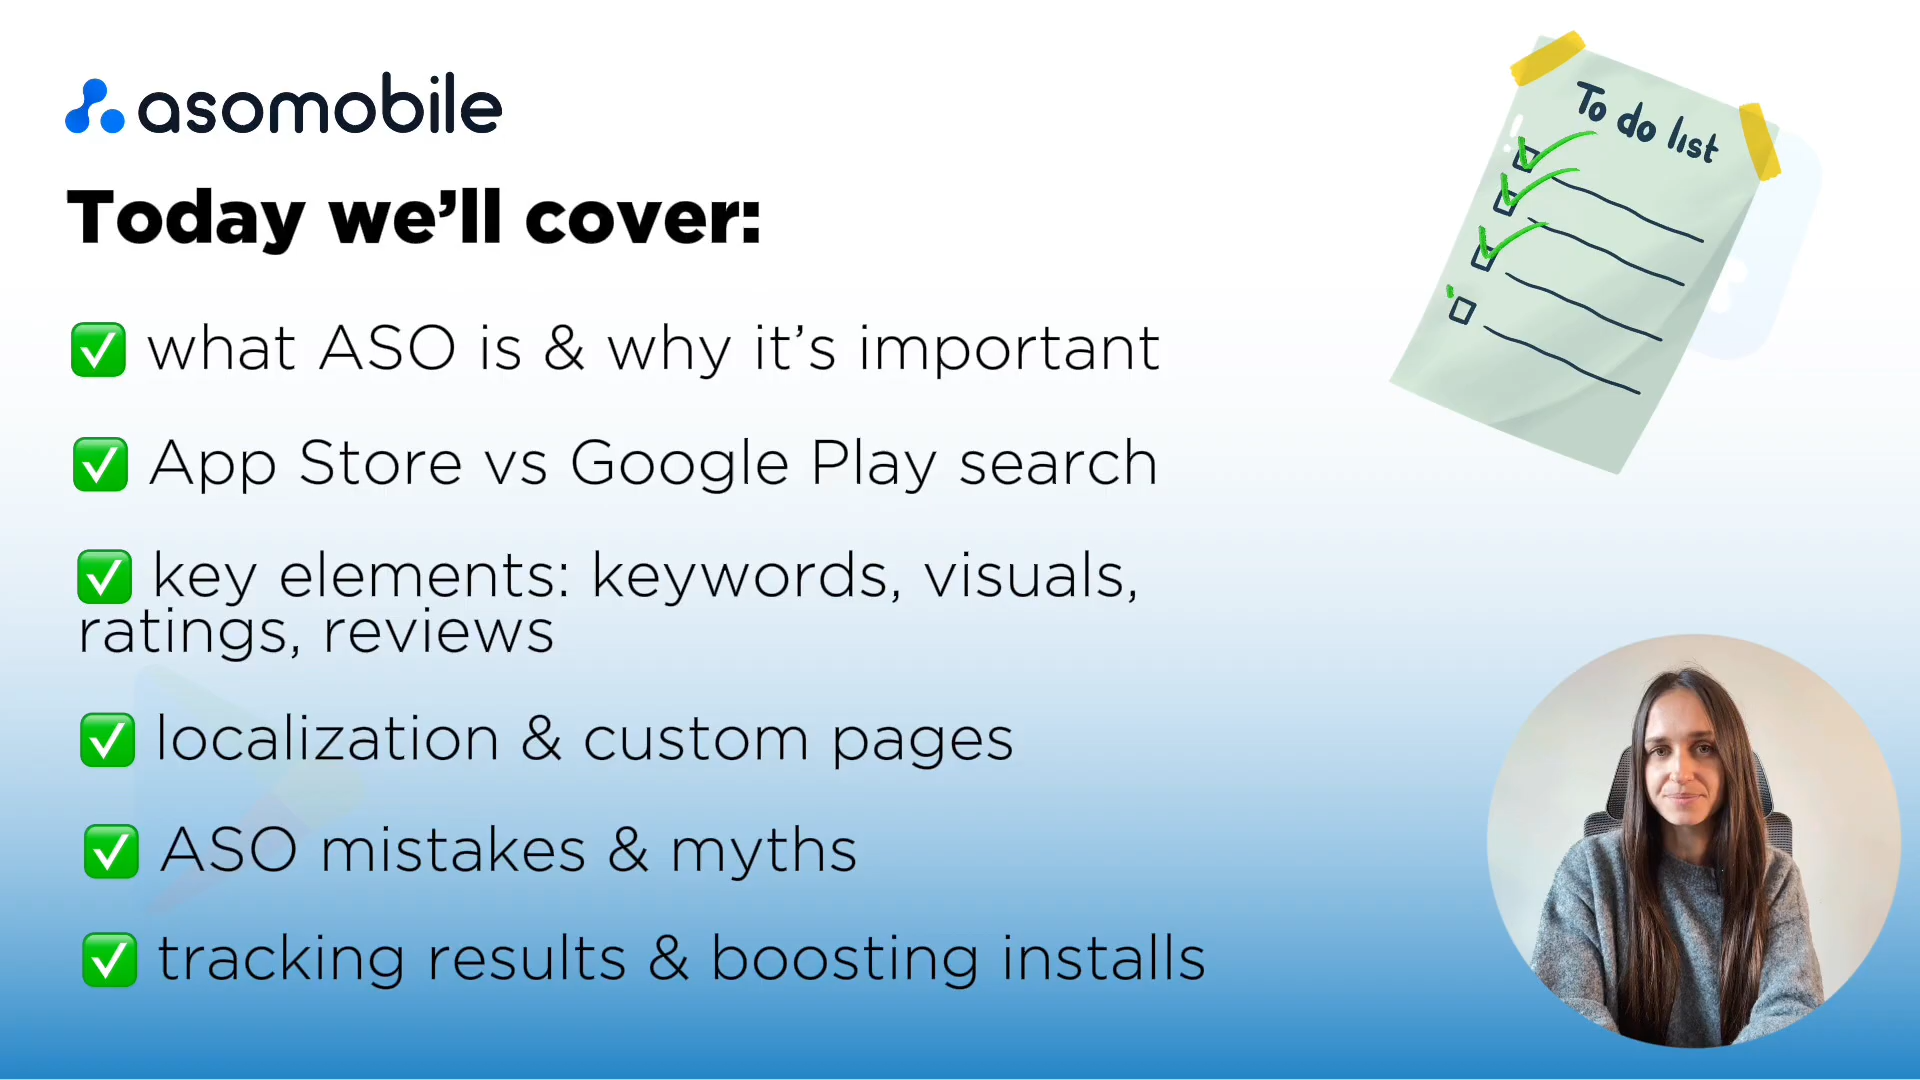 asomobile
To do list
Today we’ll cover:
✅ what ASO is & why it’s important
✅ App Store vs Google Play search
✅ key elements: keywords, visuals,
ratings, reviews
✅ localization & custom pages
✅ ASO mistakes & myths
✅ tracking results & boosting installs